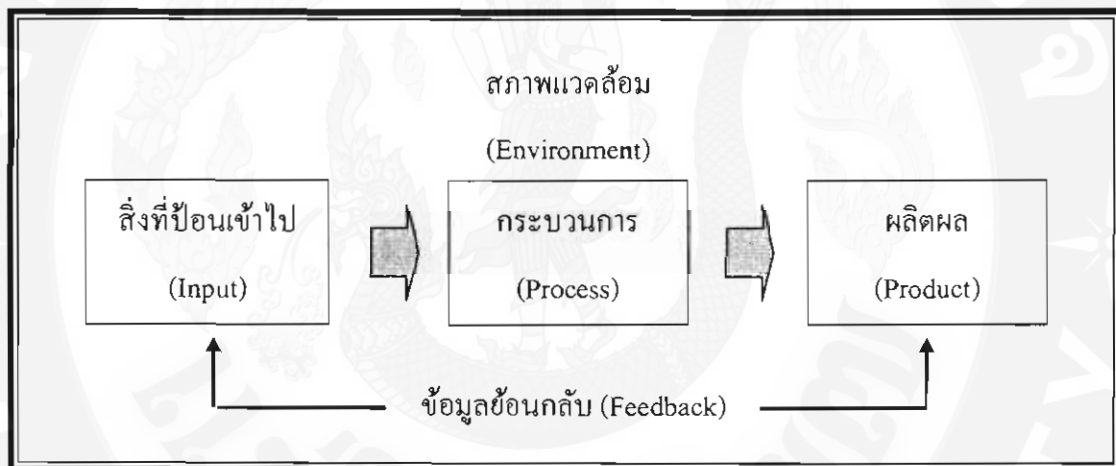 สภาพแวดล้อม
(Environment)
สิ่งที่ป้อนเข้าไป
(Input)
กระบวนการ
(Process)
ผลิตผล
(Product)
ข้อมูลย้อนกลับ (Feedback)